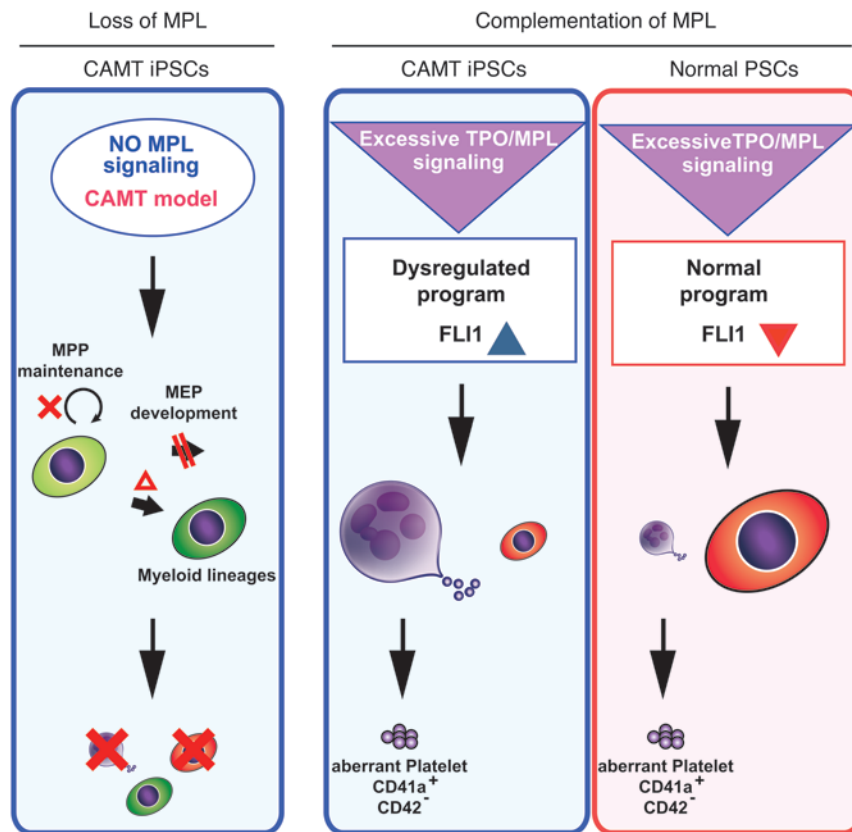 Loss of MPL
Complementation of MPL
CAMT iPSCs
CAMT iPSCs
Normal PSCs
NO MPL
signaling
CAMT model
MPP
maintenance
MEP
development
Myeloid lineages
Excessive TPO/MPL
signaling
Dysregulated
program
FLI1
aberrant Platelet
CD41a+
CD42-
ExcessiveTPO/MPL
signaling
Normal
program
FLI1
aberrant Platelet
CD41a+
CD42-